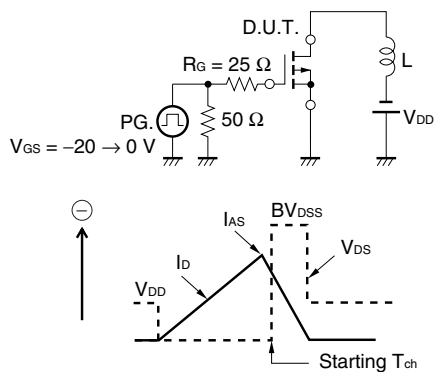 D.U.T.
RG = 25 Ω
L
PG.
50 Ω
VDD
VGS = −20 → 0 V
−
BVDSS
IAS
ID
VDS
VDD
Starting Tch